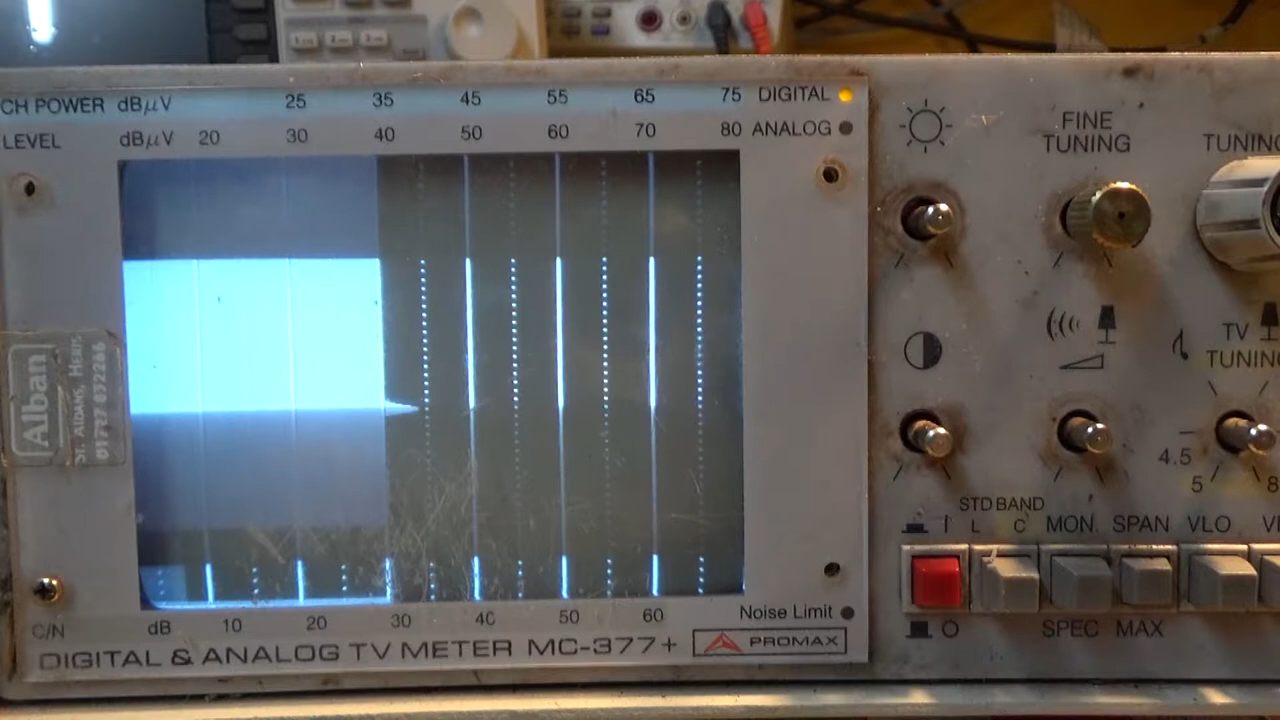 CH POWER dBµV 25 35 45 55 65 75 DIGITAL
LEVEL dBµV 20 30 40 50 60 70 80 ANALOG
FINE
TUNING
TUNING
Alban
ST. ALBANS, HERTS
01727 832266
TV
TUNING
4.5
5 8
STD BAND
I L C MON. SPAN VLO
O SPEC MAX
C/N dB 10 20 30 40 50 60 Noise Limit
DIGITAL & ANALOG TV METER MC-377+ PROMAX